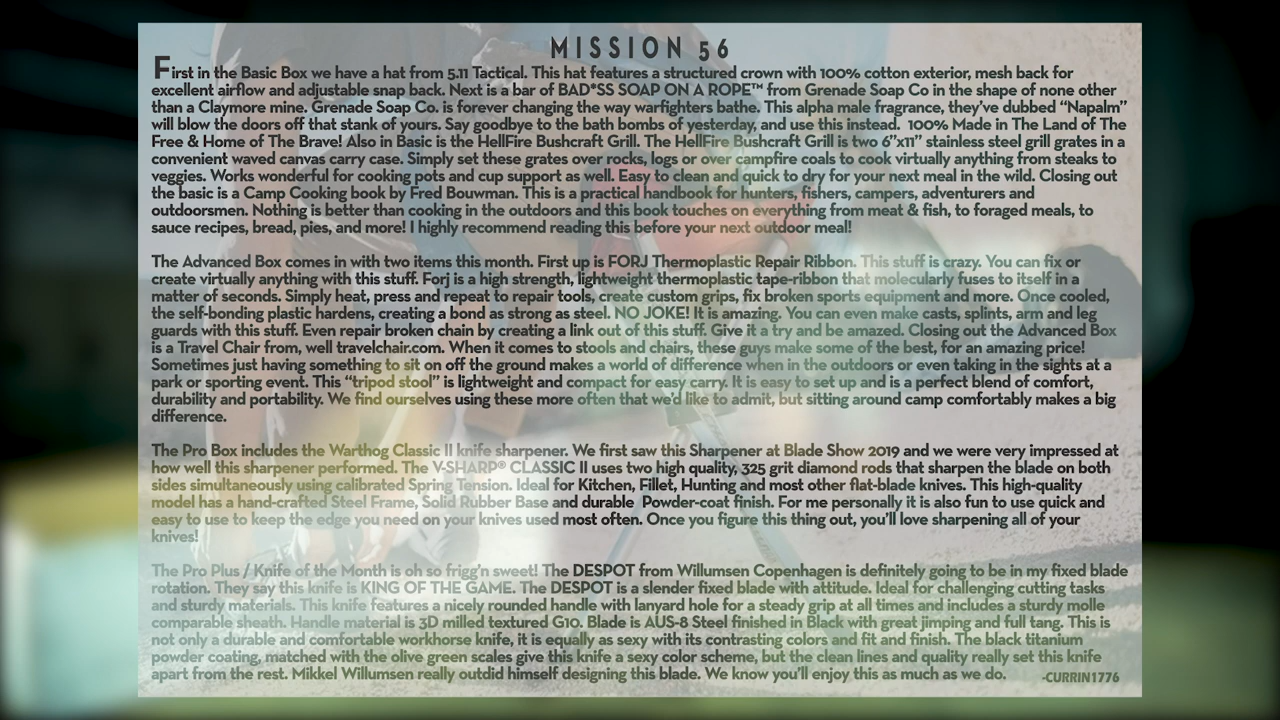 MISSION 56
First in the Basic Box we have a hat from 5.11 Tactical. This hat features a structured crown with 100% cotton exterior, mesh back for
excellent airflow and adjustable snap back. Next is a bar of BAD*SS SOAP ON A ROPE™ from Grenade Soap Co in the shape of none other
than a Claymore mine. Grenade Soap Co. is forever changing the way warfighters bathe. This alpha male fragrance, they've dubbed “Napalm”
will blow the doors off that stank of yours. Say goodbye to the bath bombs of yesterday, and use this instead. 100% Made in The Land of The
Free & Home of The Brave! Also in Basic is the HellFire Bushcraft Grill. The HellFire Bushcraft Grill is two 6”x11” stainless steel grill grates in a
convenient waved canvas carry case. Simply set these grates over rocks, logs or over campfire coals to cook virtually anything from steaks to
veggies. Works wonderful for cooking pots and cup support as well. Easy to clean and quick to dry for your next meal in the wild. Closing out
the basic is a Camp Cooking book by Fred Bouwman. This is a practical handbook for hunters, fishers, campers, adventurers and
outdoorsmen. Nothing is better than cooking in the outdoors and this book touches on everything from meat & fish, to foraged meals, to
sauce recipes, bread, pies, and more! I highly recommend reading this before your next outdoor meal!
The Advanced Box comes in with two items this month. First up is FORJ Thermoplastic Repair Ribbon. This stuff is crazy. You can fix or
create virtually anything with this stuff. Forj is a high strength, lightweight thermoplastic tape-ribbon that molecularly fuses to itself in a
matter of seconds. Simply heat, press and repeat to repair tools, create custom grips, fix broken sports equipment and more. Once cooled,
the self-bonding plastic hardens, creating a bond as strong as steel. NO JOKE! It is amazing. You can even make casts, splints, arm and leg
guards with this stuff. Even repair broken chain by creating a link out of this stuff. Give it a try and be amazed. Closing out the Advanced Box
is a Travel Chair from, well travelchair.com. When it comes to stools and chairs, these guys make some of the best, for an amazing price!
Sometimes just having something to sit on off the ground makes a world of difference when in the outdoors or even taking in the sights at a
park or sporting event. This “tripod stool” is lightweight and compact for easy carry. It is easy to set up and is a perfect blend of comfort,
durability and portability. We find ourselves using these more often that we'd like to admit, but sitting around camp comfortably makes a big
difference.
The Pro Box includes the Warthog Classic II knife sharpener. We first saw this Sharpener at Blade Show 2019 and we were very impressed at
how well this sharpener performed. The V-SHARP® CLASSIC II uses two high quality, 325 grit diamond rods that sharpen the blade on both
sides simultaneously using calibrated Spring Tension. Ideal for Kitchen, Fillet, Hunting and most other flat-blade knives. This high-quality
model has a hand-crafted Steel Frame, Solid Rubber Base and durable Powder-coat finish. For me personally it is also fun to use quick and
easy to use to keep the edge you need on your knives used most often. Once you figure this thing out, you'll love sharpening all of your
knives!
The Pro Plus / Knife of the Month is oh so frigg'n sweet! The DESPOT from Willumsen Copenhagen is definitely going to be in my fixed blade
rotation. They say this knife is KING OF THE GAME. The DESPOT is a slender fixed blade with attitude. Ideal for challenging cutting tasks
and sturdy materials. This knife features a nicely rounded handle with lanyard hole for a steady grip at all times and includes a sturdy molle
comparable sheath. Handle material is 3D milled textured G10. Blade is AUS-8 Steel finished in Black with great jimping and full tang. This is
not only a durable and comfortable workhorse knife, it is equally as sexy with its contrasting colors and fit and finish. The black titanium
powder coating, matched with the olive green scales give this knife a sexy color scheme, but the clean lines and quality really set this knife
apart from the rest. Mikkel Willumsen really outdid himself designing this blade. We know you'll enjoy this as much as we do.
-CURRIN1776